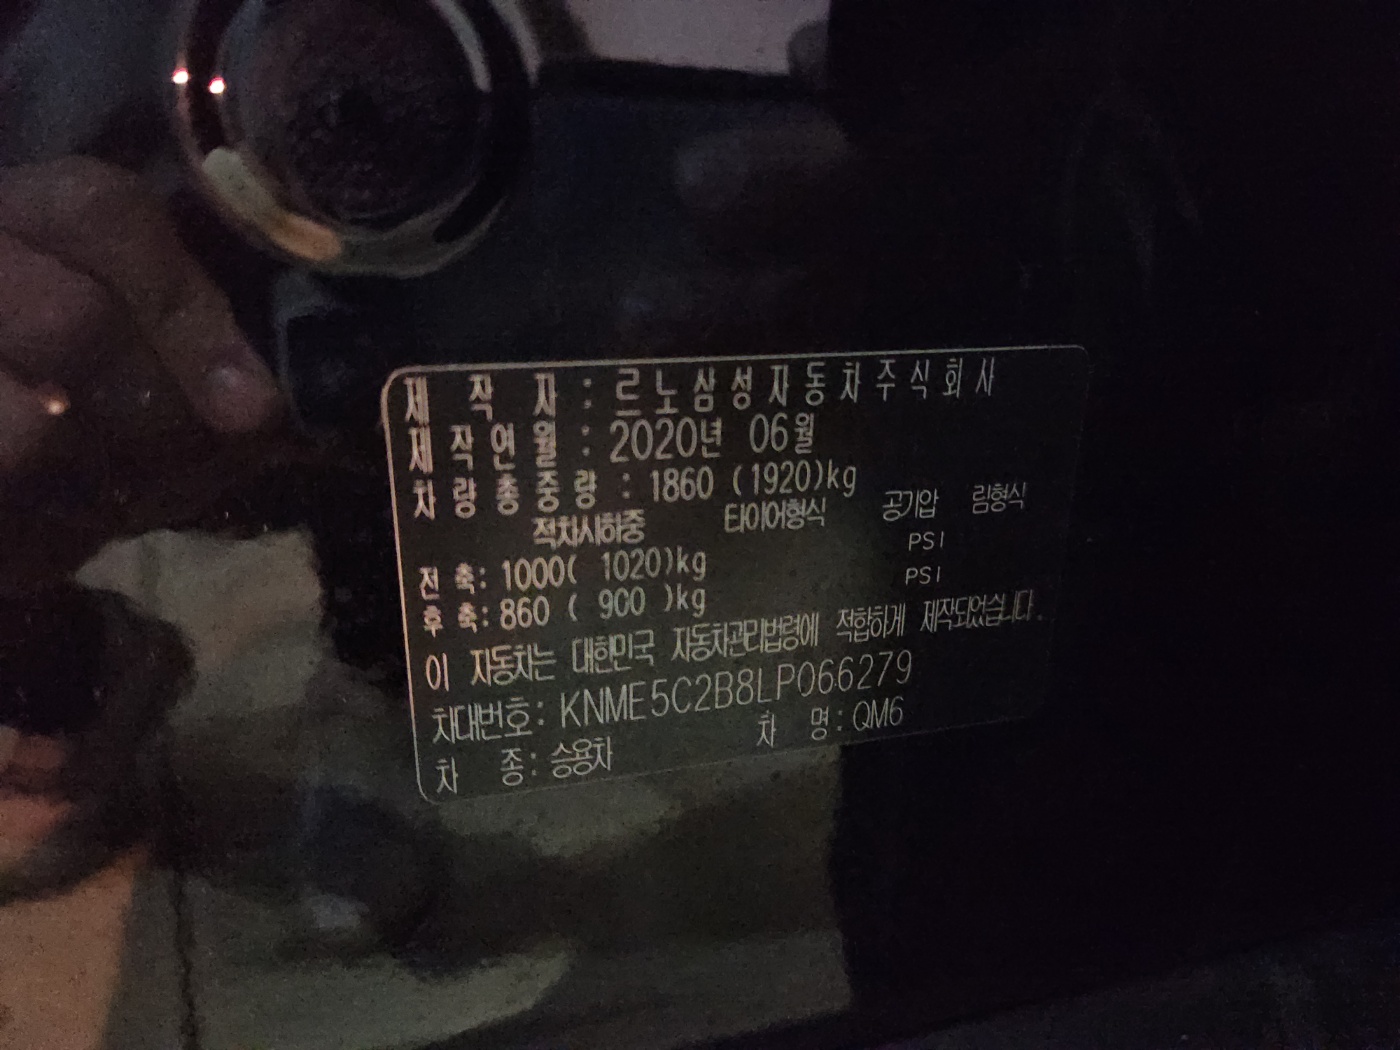 제 작 자 : 르노삼성자동차주식회사
제작연월 : 2020년 06월
차량총중량 : 1860 (1920)kg
적차시하중 타이어형식 공기압 림형식
전 축: 1000( 1020)kg PSI
후 축: 860 ( 900 )kg PSI
이 자동차는 대한민국 자동차관리법령에 적합하게 제작되었습니다.
차대번호: KNME5C2B8LP066279
차 종: 승용차 차 명: QM6